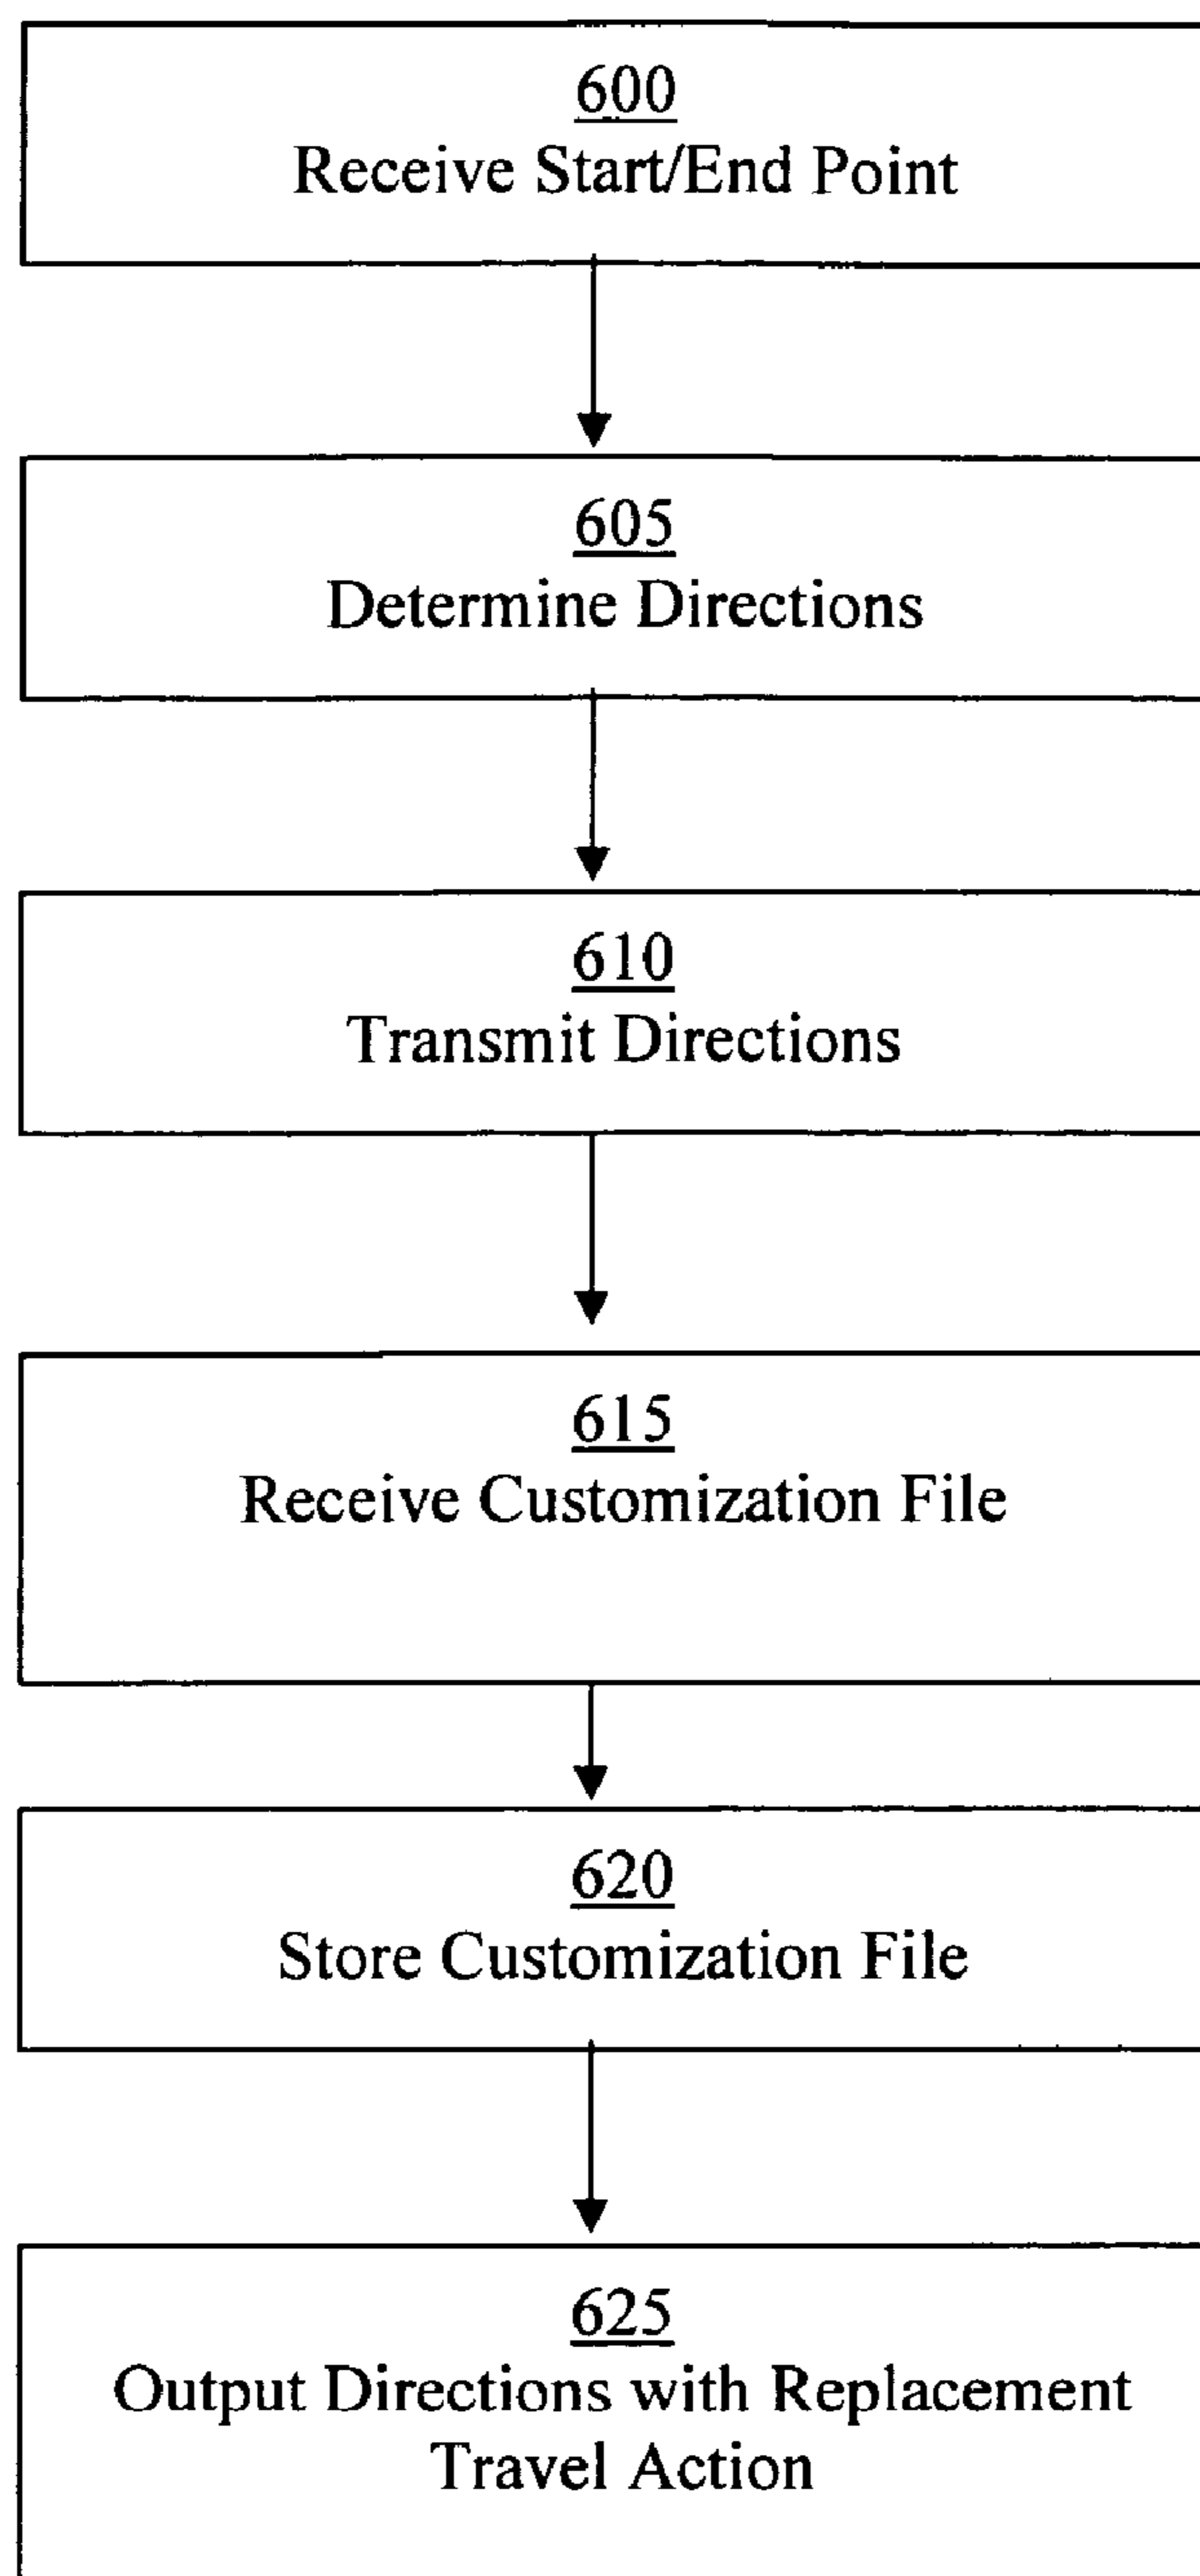 600
Receive Start/End Point
605
Determine Directions
610
Transmit Directions
615
Receive Customization File
620
Store Customization File
625
Output Directions with Replacement
Travel Action